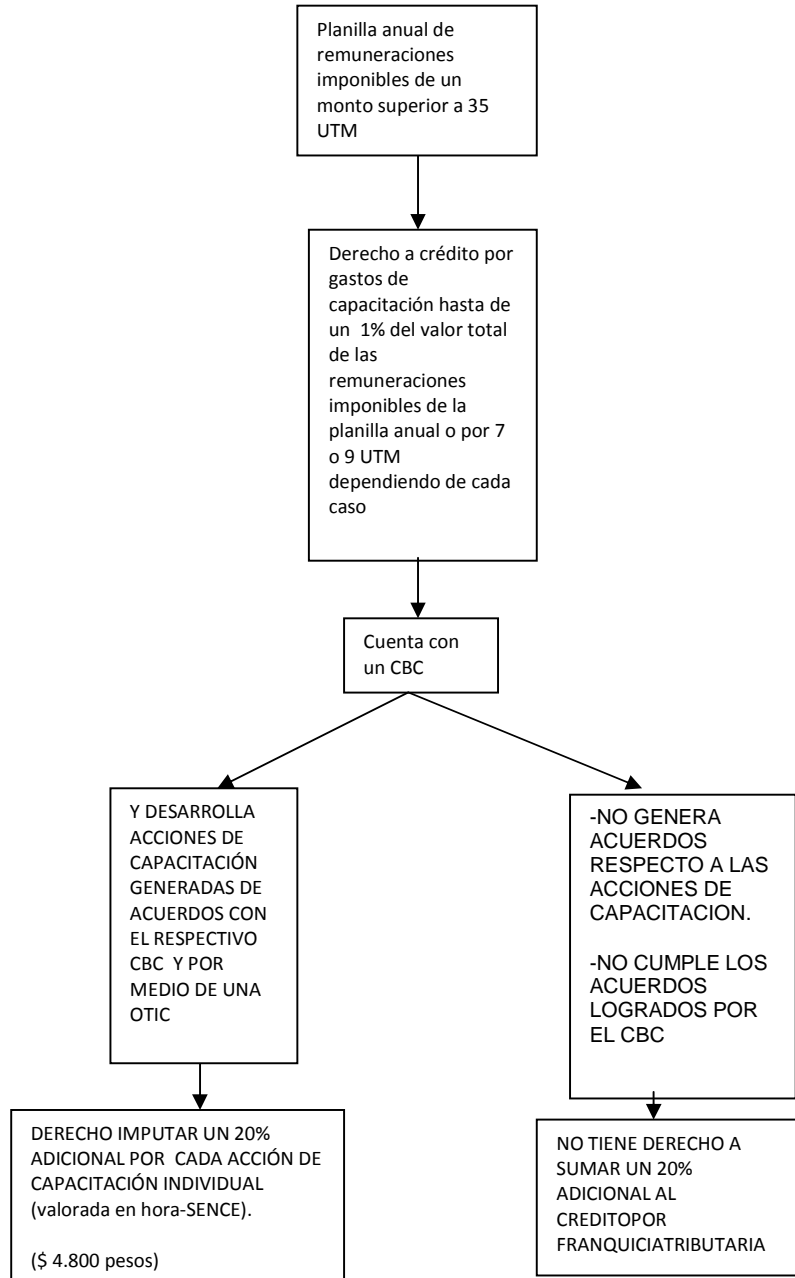 Planilla anual de
remuneraciones
imponibles de un
monto superior a 35
UTM
Derecho a crédito por
gastos de
capacitación hasta de
un 1% del valor total
de las
remuneraciones
imponibles de la
planilla anual o por 7
o 9 UTM
dependiendo de cada
caso
Cuenta con
un CBC
Y DESARROLLA
ACCIONES DE
CAPACITACIÓN
GENERADAS DE
ACUERDOS CON
EL RESPECTIVO
CBC Y POR
MEDIO DE UNA
OTIC
-NO GENERA
ACUERDOS
RESPECTO A LAS
ACCIONES DE
CAPACITACION.
-NO CUMPLE LOS
ACUERDOS
LOGRADOS POR
EL CBC
DERECHO IMPUTAR UN 20%
ADICIONAL POR CADA ACCIÓN DE
CAPACITACIÓN INDIVIDUAL
(valorada en hora-SENCE).
($ 4.800 pesos)
NO TIENE DERECHO A
SUMAR UN 20%
ADICIONAL AL
CREDITOPOR
FRANQUICIATRIBUTARIA